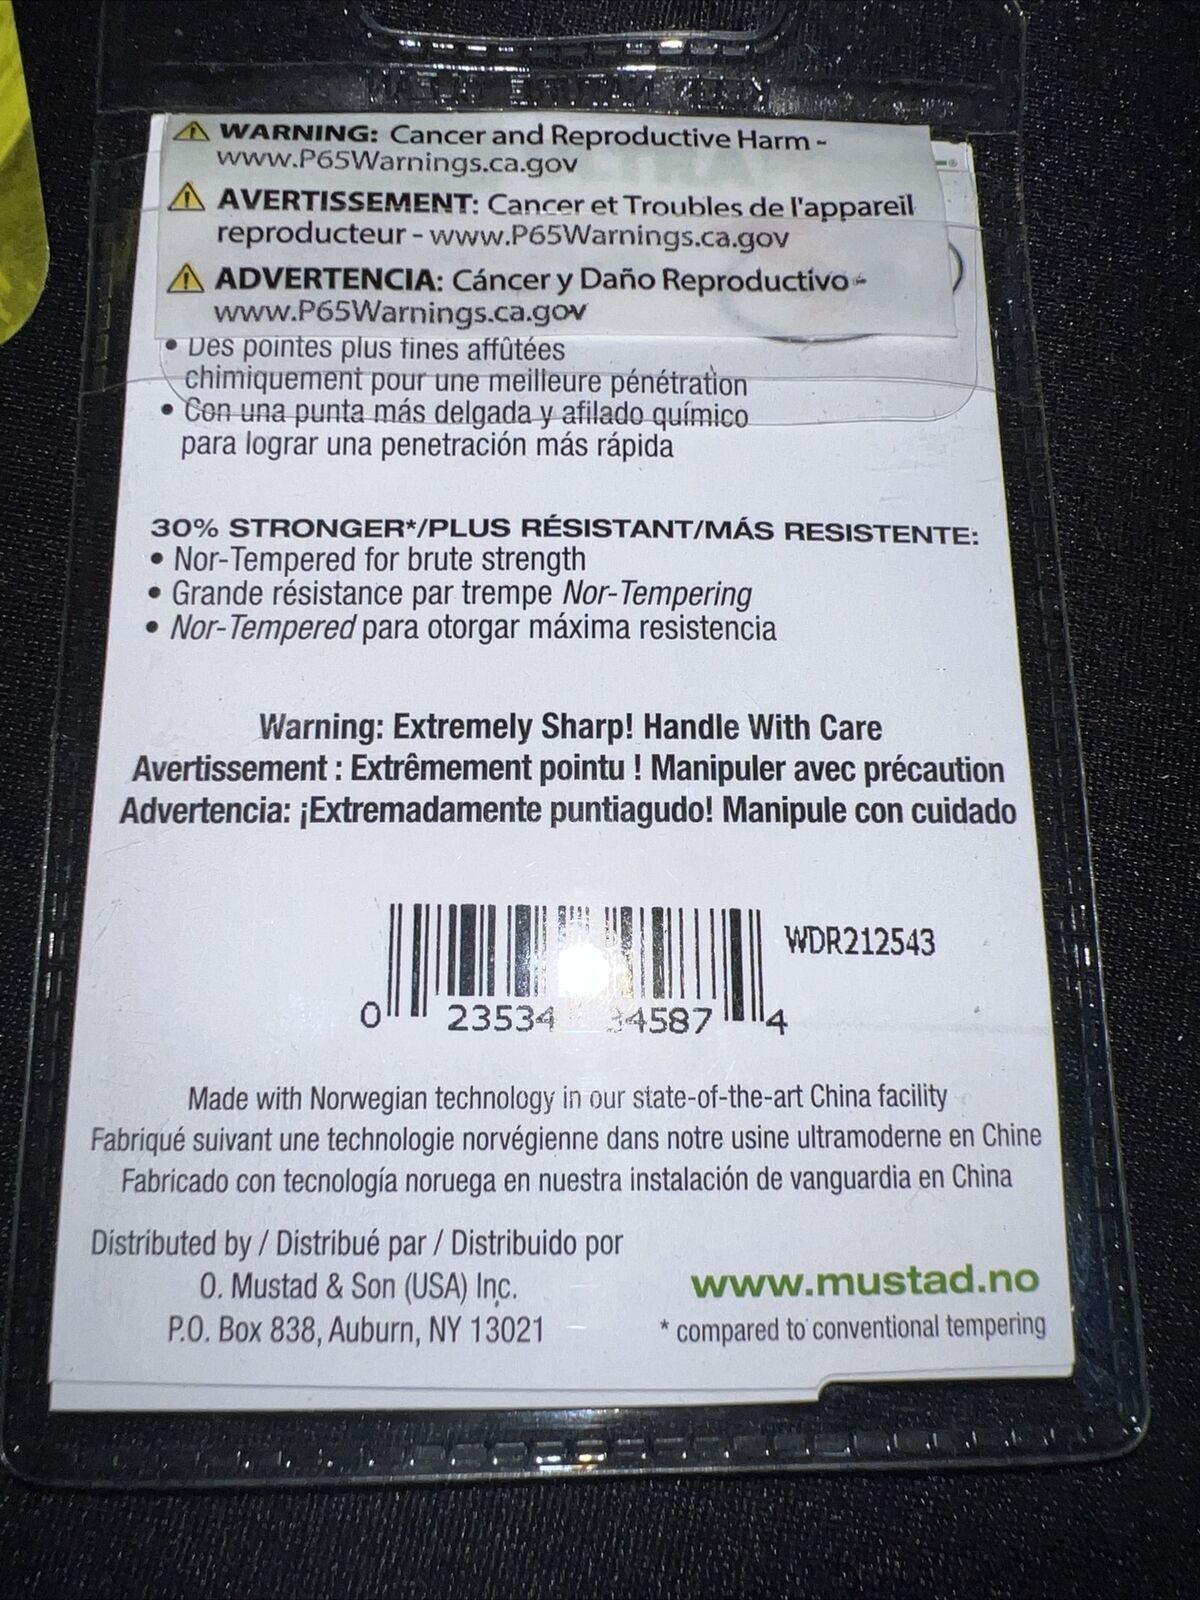 WARNING: Cancer and Reproductive Harm -
www.P65Warnings.ca.gov
AVERTISSEMENT: Cancer et Troubles de l'appareil
reproducteur - www.P65Warnings.ca.gov
ADVERTENCIA: Cáncer y Daño Reproductivo -
www.P65Warnings.ca.gov
• Des pointes plus fines affûtées
chimiquement pour une meilleure pénétration
• Con una punta más delgada y afilado químico
para lograr una penetración más rápida
30% STRONGER*/PLUS RÉSISTANT/MÁS RESISTENTE:
• Nor-Tempered for brute strength
• Grande résistance par trempe Nor-Tempering
• Nor-Tempered para otorgar máxima resistencia
Warning: Extremely Sharp! Handle With Care
Avertissement : Extrêmement pointu ! Manipuler avec précaution
Advertencia: ¡Extremadamente puntiagudo! Manipule con cuidado
WDR212543
0 23534 34587 4
Made with Norwegian technology in our state-of-the-art China facility
Fabriqué suivant une technologie norvégienne dans notre usine ultramoderne en Chine
Fabricado con tecnología noruega en nuestra instalación de vanguardia en China
Distributed by / Distribué par / Distribuido por
O. Mustad & Son (USA) Inc.
P.O. Box 838, Auburn, NY 13021
www.mustad.no
* compared to conventional tempering